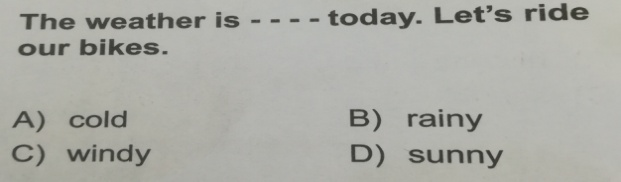 The weather is - - - - today. Let's ride
our bikes.
A) cold B) rainy
C) windy D) sunny